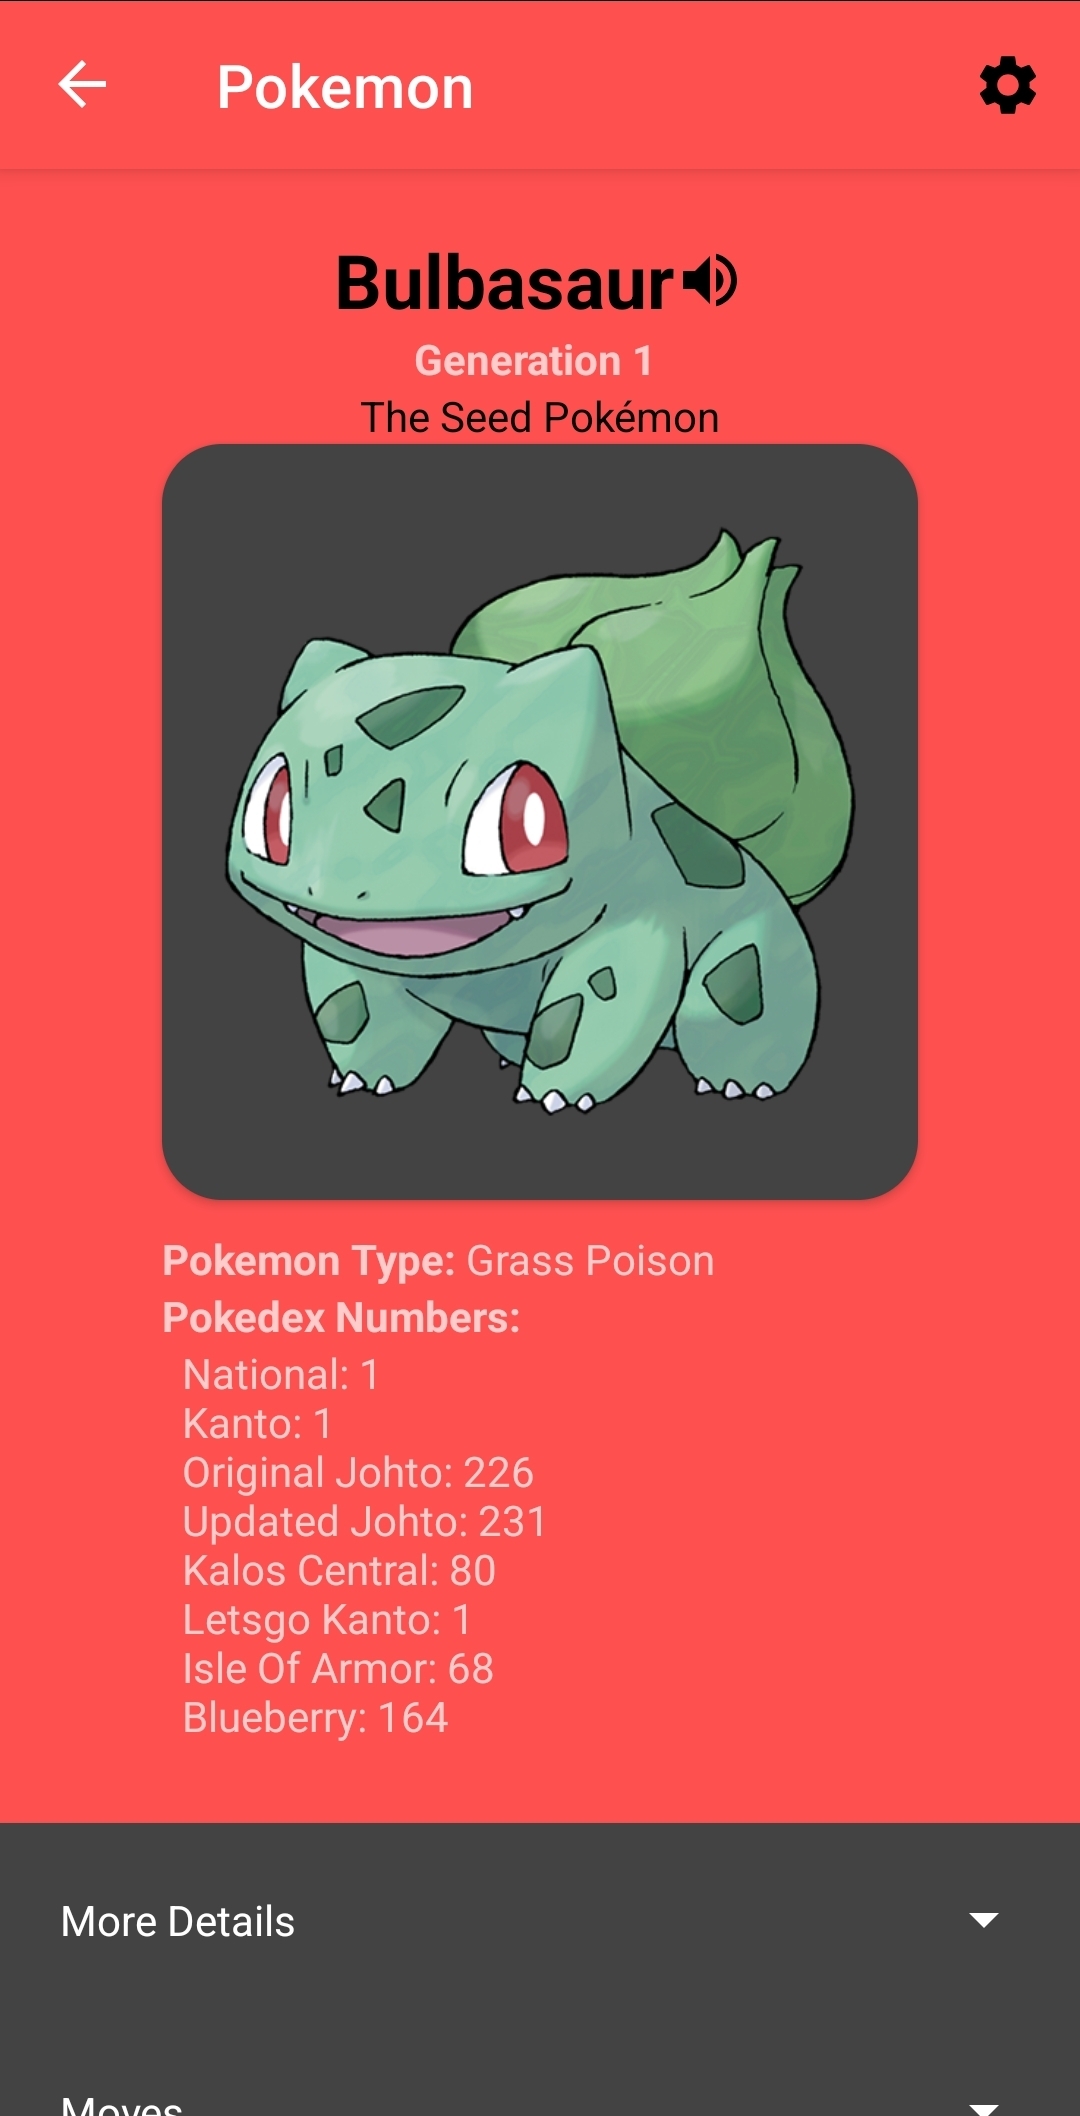 Pokemon
Bulbasaur
Generation 1
The Seed Pokémon
Pokemon Type: Grass Poison
Pokedex Numbers:
National: 1
Kanto: 1
Original Johto: 226
Updated Johto: 231
Kalos Central: 80
Letsgo Kanto: 1
Isle Of Armor: 68
Blueberry: 164
More Details
Moves